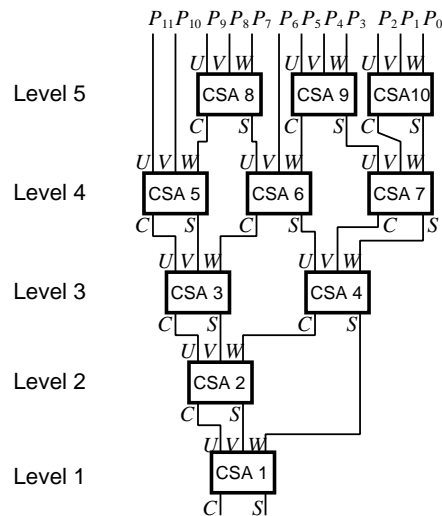 P11 P10 P9 P8 P7 P6 P5 P4 P3 P2 P1 P0
U V W U V W U V W
Level 5 CSA 8 CSA 9 CSA10
C S C S C S
U V W U V W U V W
Level 4 CSA 5 CSA 6 CSA 7
C S C S C S
U V W U V W
Level 3 CSA 3 CSA 4
C S C S
U V W
Level 2 CSA 2
C S
U V W
Level 1 CSA 1
C S